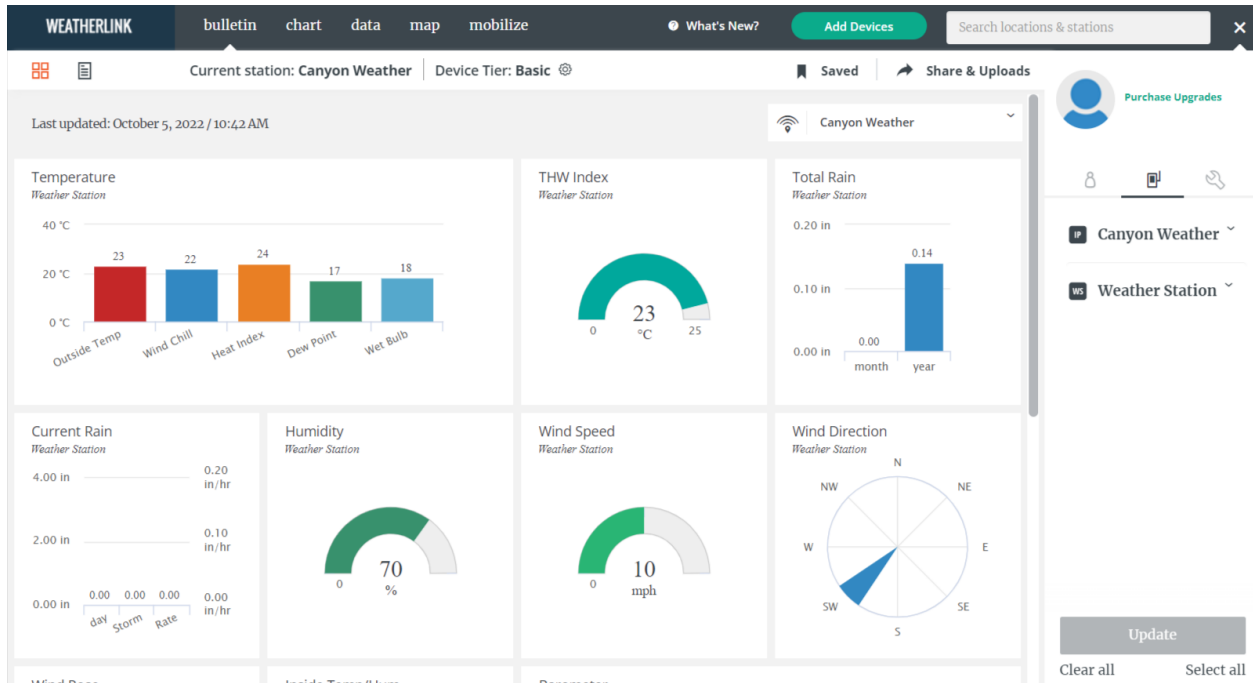 WEATHERLINK
bulletin chart data map mobilize
? What's New?
Add Devices
Search locations & stations
Current station: Canyon Weather
Device Tier: Basic
Saved
Share & Uploads
Purchase Upgrades
Last updated: October 5, 2022 / 10:42 AM
Canyon Weather
Temperature
Weather Station
40 °C
20 °C
0 °C
23
22
24
17
18
Outside Temp
Wind Chill
Heat Index
Dew Point
Wet Bulb
THW Index
Weather Station
23
°C
0
25
Total Rain
Weather Station
0.20 in
0.10 in
0.00 in
0.14
0.00
month
year
IP Canyon Weather
WS Weather Station
Current Rain
Weather Station
4.00 in
2.00 in
0.00 in
0.20
in/hr
0.10
in/hr
0.00
in/hr
0.00 0.00 0.00
day
Storm
Rate
Humidity
Weather Station
70
%
0
Wind Speed
Weather Station
10
mph
0
Wind Direction
Weather Station
N
NW
NE
W
E
SW
SE
S
Update
Clear all
Select all